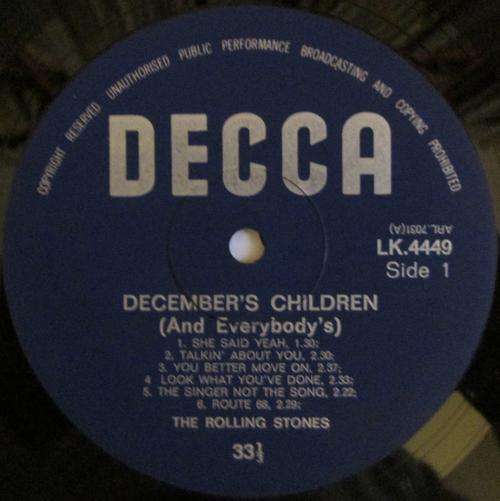 COPYRIGHT RESERVED UNAUTHORISED PUBLIC PERFORMANCE BROADCASTING AND COPYING PROHIBITED
DECCA
ARL.7031(A)
LK.4449
Side 1
DECEMBER'S CHILDREN
(And Everybody's)
1. SHE SAID YEAH, 1.30:
2. TALKIN' ABOUT YOU, 2.30:
3. YOU BETTER MOVE ON, 2.37;
4 LOOK WHAT YOU'VE DONE, 2.33;
5. THE SINGER NOT THE SONG, 2.22;
6. ROUTE 66, 2.29;
THE ROLLING STONES
33⅓